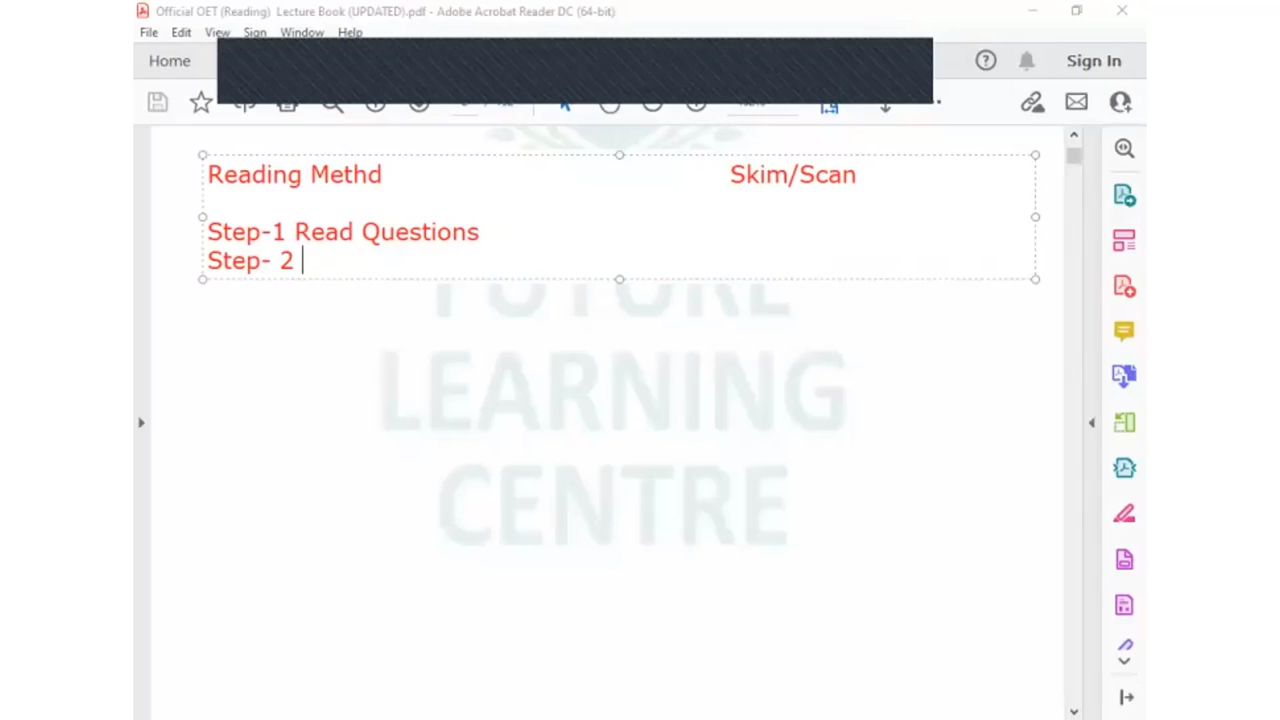 Official OET (Reading) Lecture Book (UPDATED).pdf - Adobe Acrobat Reader DC (64-bit)
File Edit View Sign Window Help
Home Sign In
Reading Methd Skim/Scan
Step-1 Read Questions
Step- 2
FUTURE
LEARNING
CENTRE